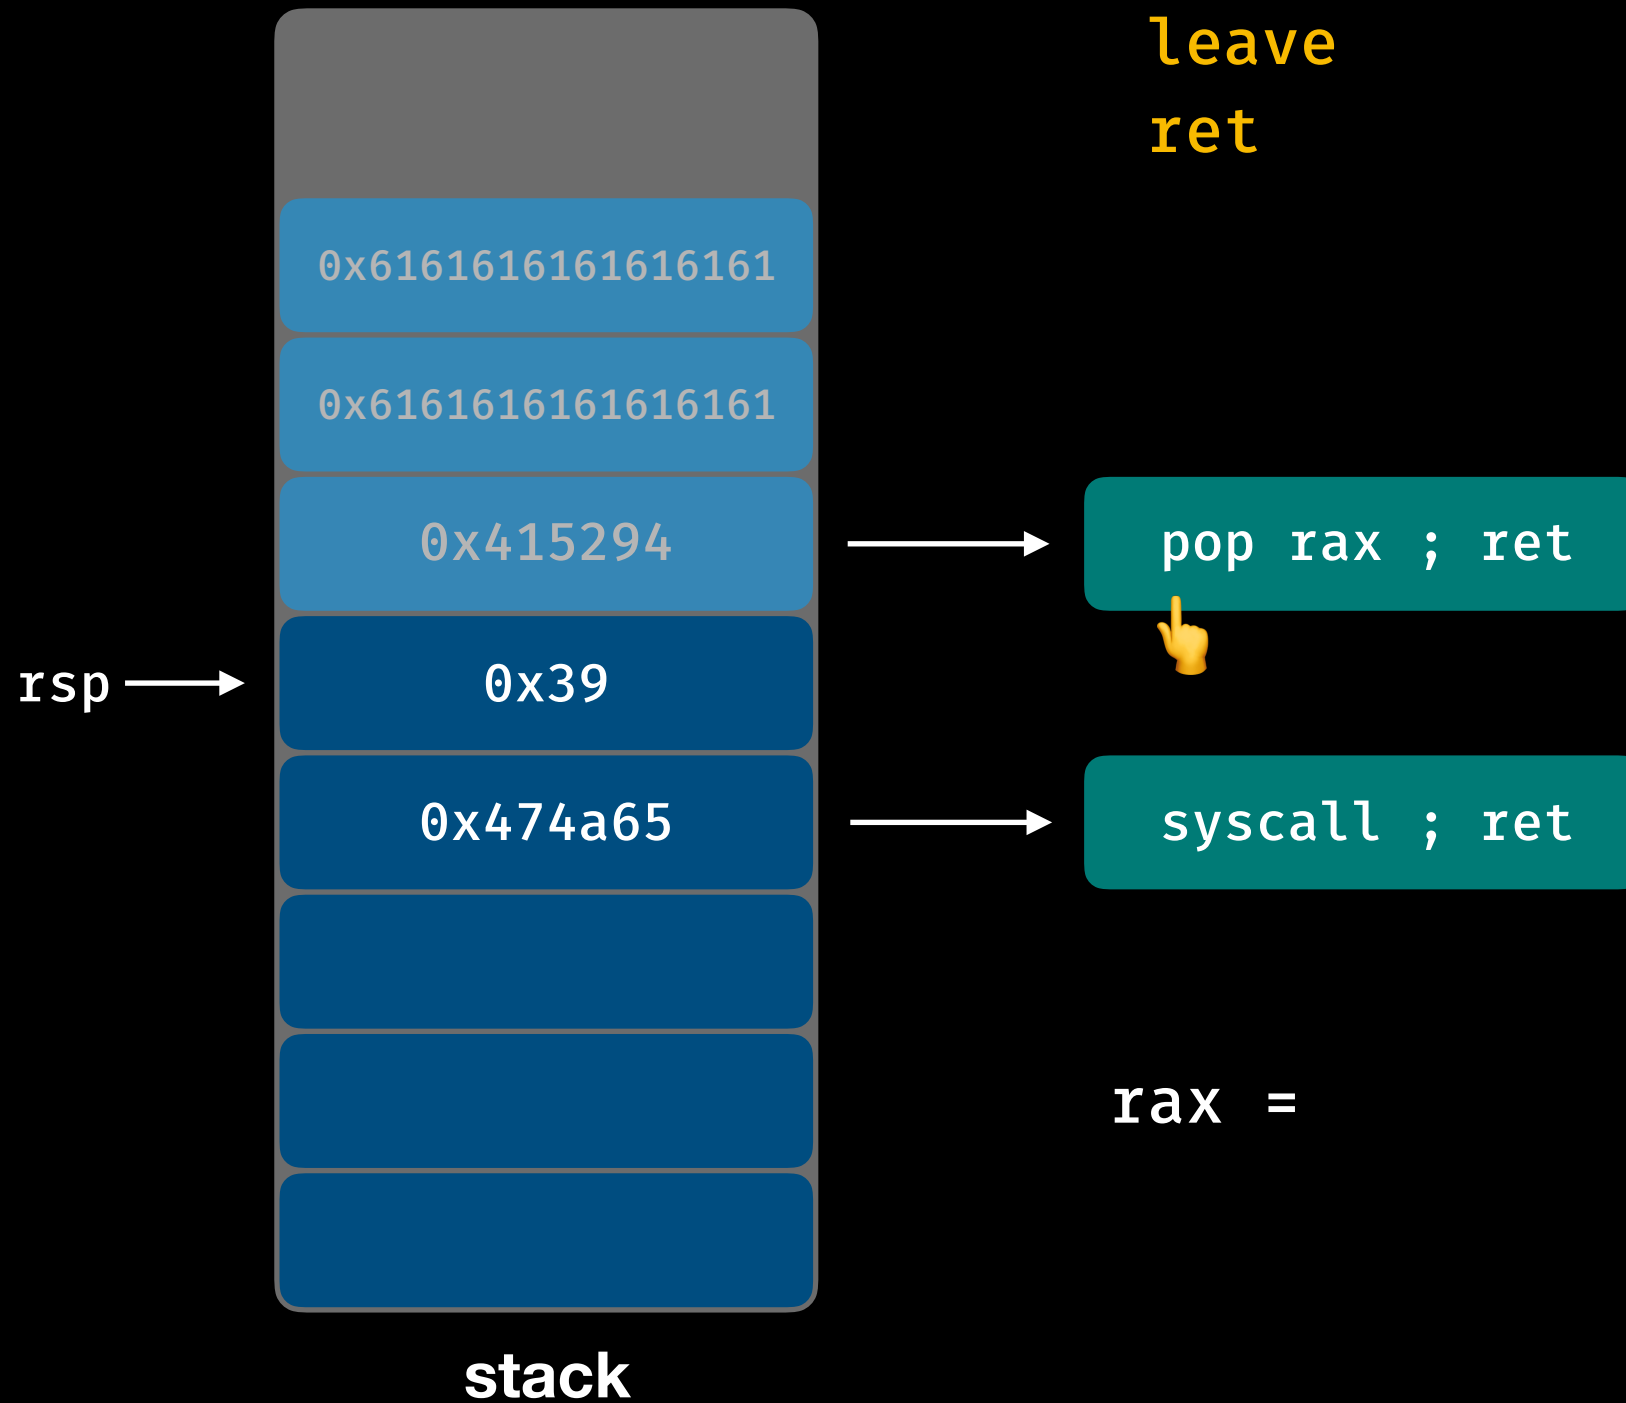 leave
ret
0x6161616161616161
0x6161616161616161
0x415294
pop rax ; ret
rsp
0x39
0x474a65
syscall ; ret
rax =
stack